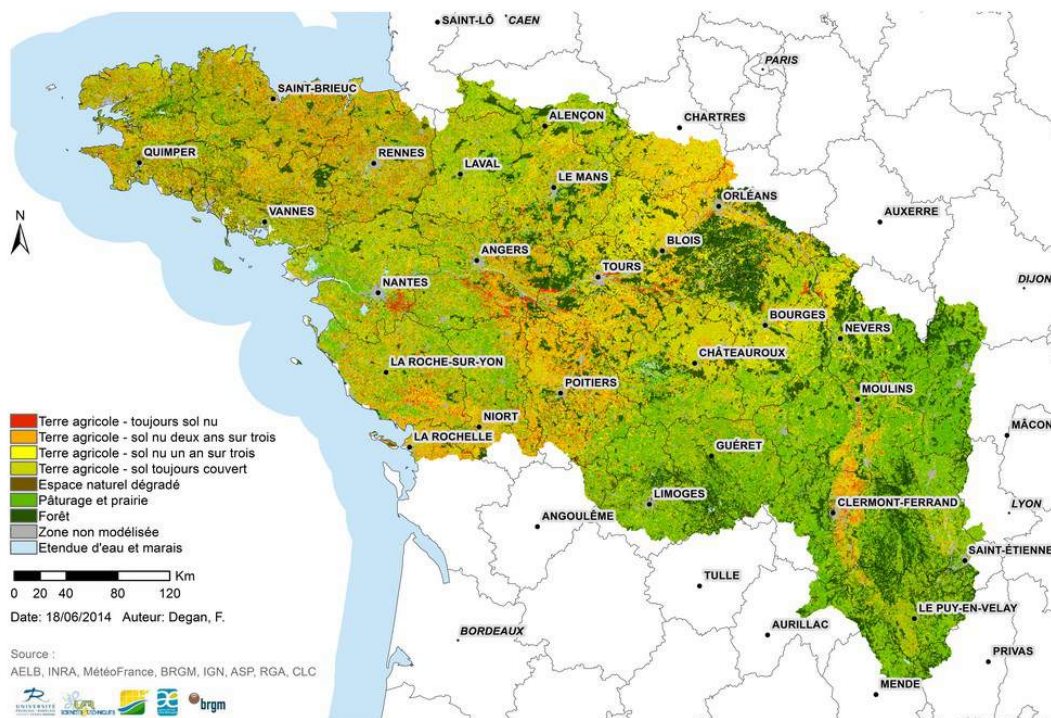 SAINT-LÔ
CAEN
PARIS
SAINT-BRIEUC
ALENÇON
CHARTRES
QUIMPER
RENNES
LAVAL
LE MANS
ORLÉANS
VANNES
AUXERRE
N
ANGERS
BLOIS
TOURS
DIJON
NANTES
BOURGES
NEVERS
LA ROCHE-SUR-YON
CHÂTEAUROUX
POITIERS
MOULINS
NIORT
MÂCON
LA ROCHELLE
GUÉRET
LIMOGES
CLERMONT-FERRAND
LYON
ANGOULÊME
SAINT-ÉTIENNE
TULLE
LE PUY-EN-VELAY
BORDEAUX
AURILLAC
PRIVAS
MENDE
Terre agricole - toujours sol nu
Terre agricole - sol nu deux ans sur trois
Terre agricole - sol nu un an sur trois
Terre agricole - sol toujours couvert
Espace naturel dégradé
Pâturage et prairie
Forêt
Zone non modélisée
Etendue d'eau et marais
Km
0 20 40 80 120
Date: 18/06/2014 Auteur: Degan, F.
Source :
AELB, INRA, MétéoFrance, BRGM, IGN, ASP, RGA, CLC
UNIVERSITÉ
brgm